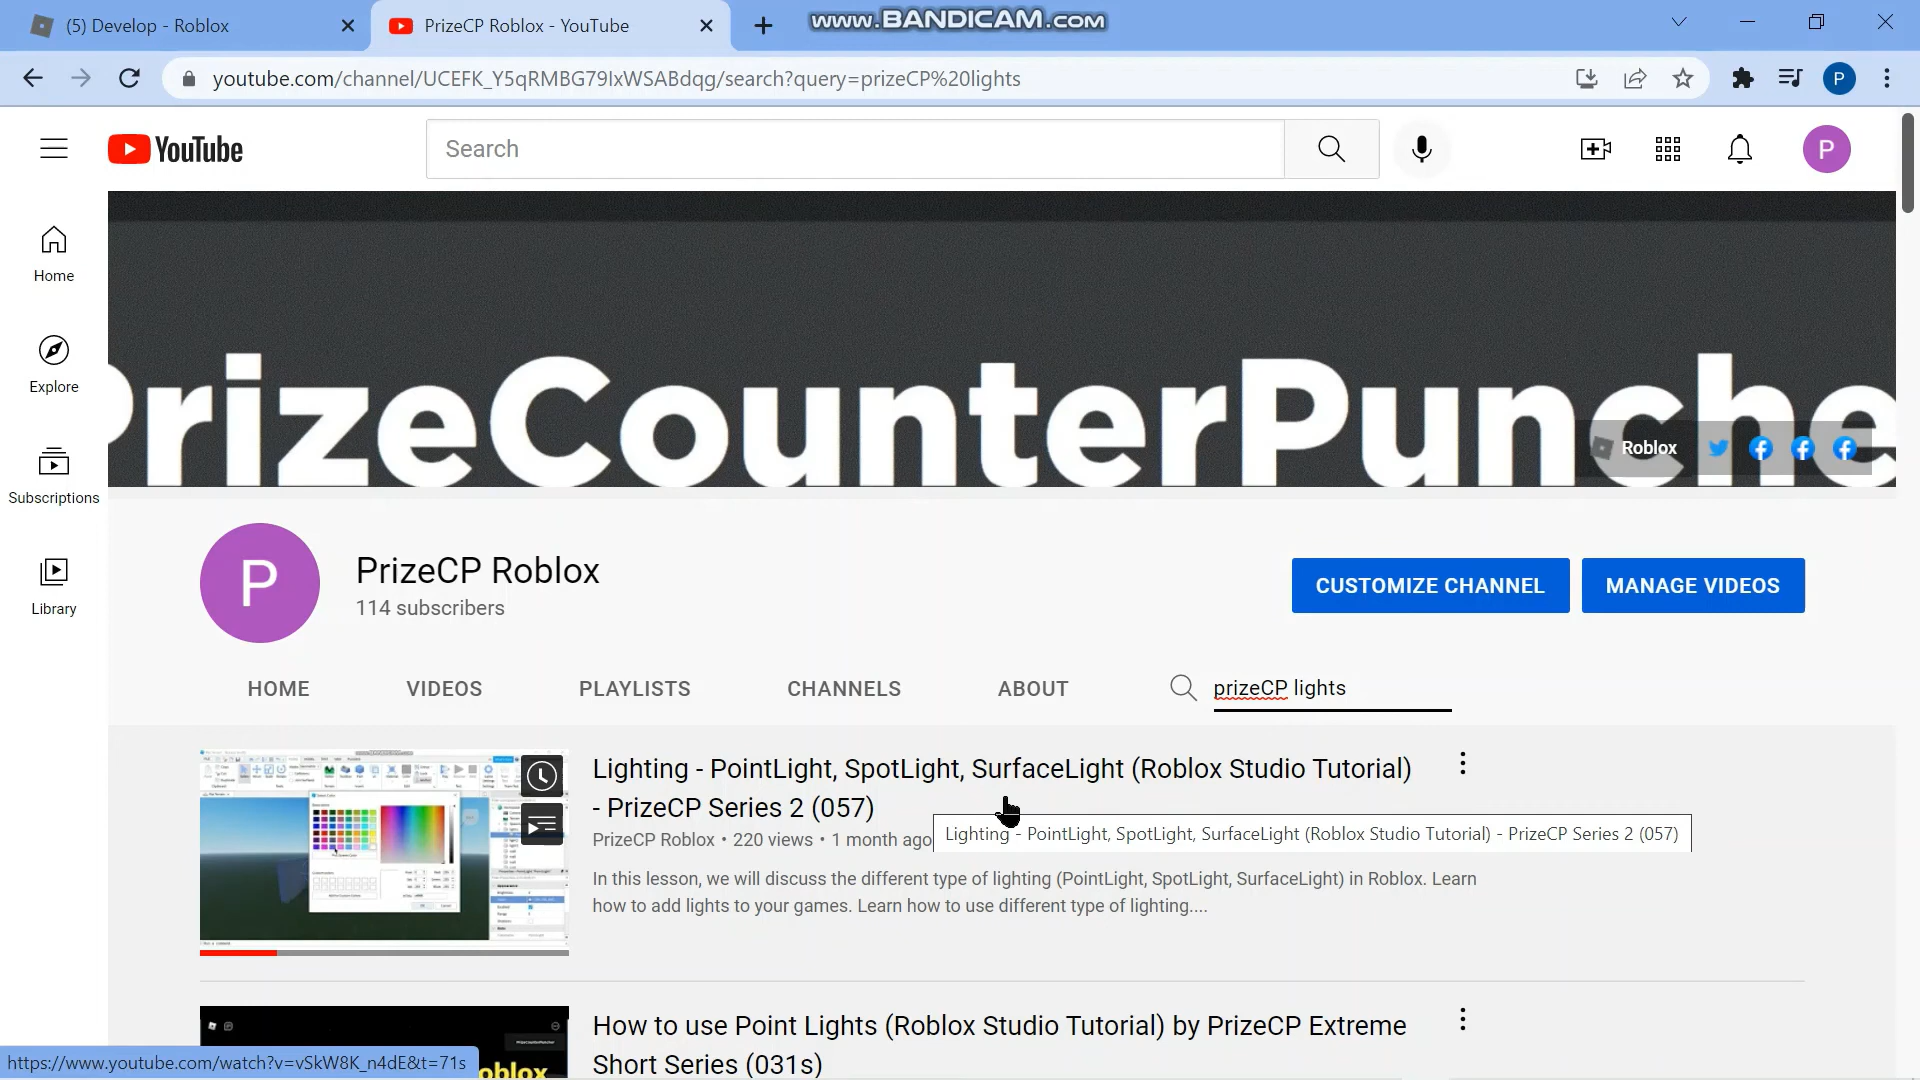 (5) Develop - Roblox
PrizeCP Roblox - YouTube
www.BANDICAM.com
youtube.com/channel/UCEFK_Y5qRMBG79IxWSABdqg/search?query=prizeCP%20lights
P
YouTube
Search
P
Home
Explore
Subscriptions
Library
PrizeCounterPunche
Roblox
P
PrizeCP Roblox
114 subscribers
CUSTOMIZE CHANNEL
MANAGE VIDEOS
HOME
VIDEOS
PLAYLISTS
CHANNELS
ABOUT
prizeCP lights
Lighting - PointLight, SpotLight, SurfaceLight (Roblox Studio Tutorial)
- PrizeCP Series 2 (057)
PrizeCP Roblox • 220 views • 1 month ago
Lighting - PointLight, SpotLight, SurfaceLight (Roblox Studio Tutorial) - PrizeCP Series 2 (057)
In this lesson, we will discuss the different type of lighting (PointLight, SpotLight, SurfaceLight) in Roblox. Learn
how to add lights to your games. Learn how to use different type of lighting....
How to use Point Lights (Roblox Studio Tutorial) by PrizeCP Extreme
Short Series (031s)
oblox
https://www.youtube.com/watch?v=vSkW8K_n4dE&t=71s